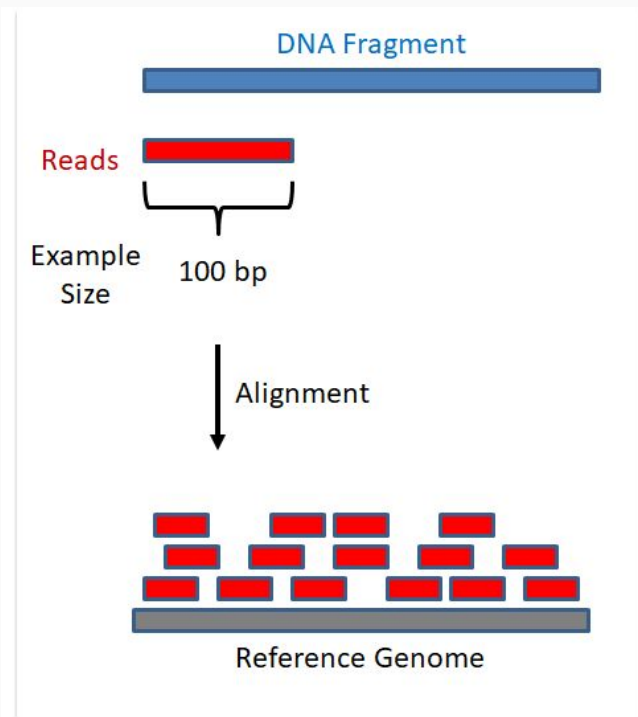 DNA Fragment
Reads
Example
Size
100 bp
Alignment
Reference Genome